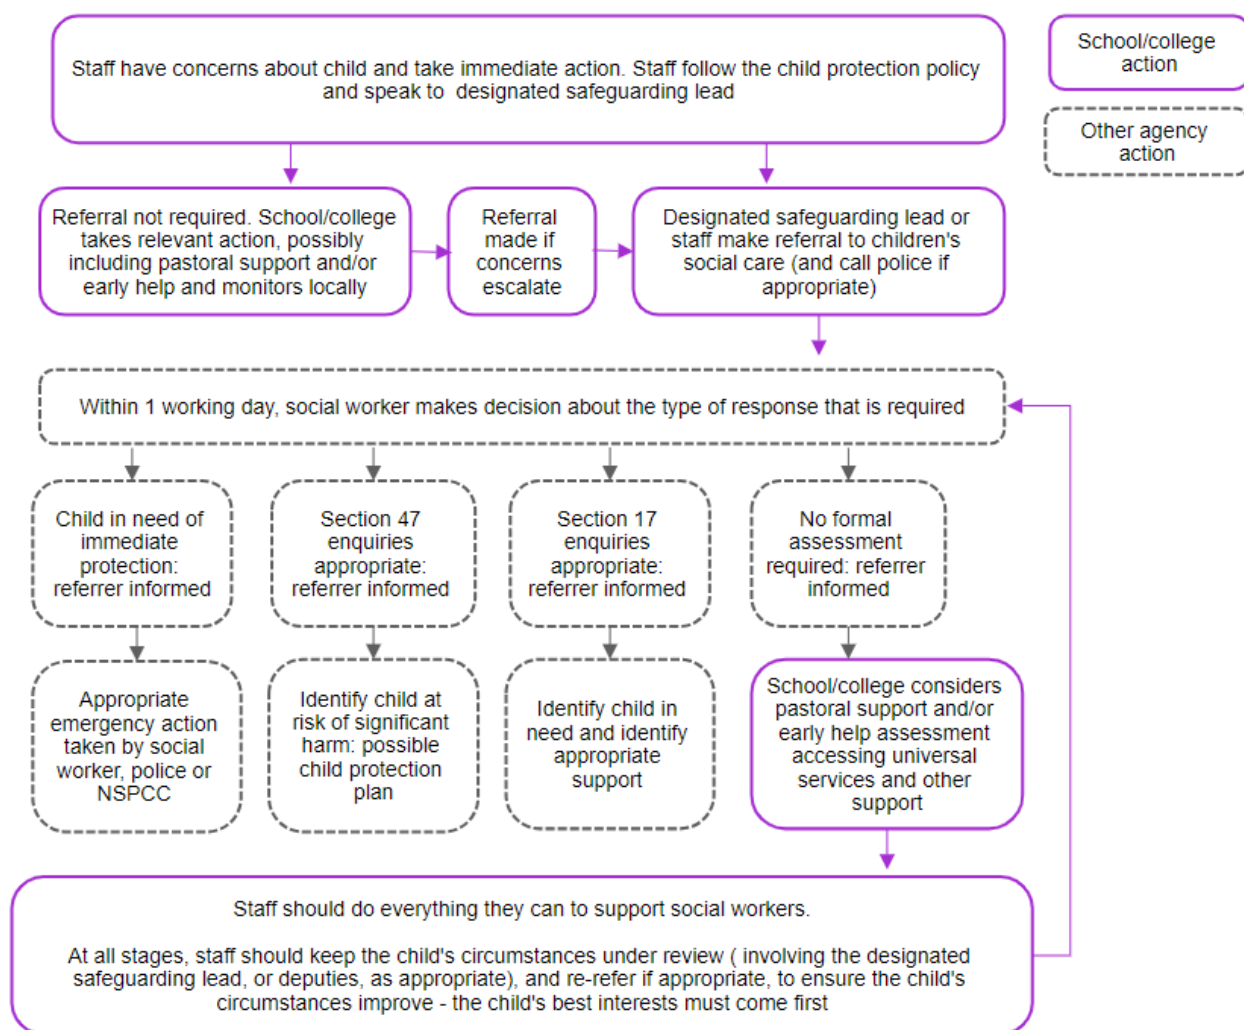 Staff have concerns about child and take immediate action. Staff follow the child protection policy
and speak to designated safeguarding lead
School/college
action
Other agency
action
Referral not required. School/college
takes relevant action, possibly
including pastoral support and/or
early help and monitors locally
Referral
made if
concerns
escalate
Designated safeguarding lead or
staff make referral to children's
social care (and call police if
appropriate)
Within 1 working day, social worker makes decision about the type of response that is required
Child in need of
immediate
protection:
referrer informed
Section 47
enquiries
appropriate:
referrer informed
Section 17
enquiries
appropriate:
referrer informed
No formal
assessment
required: referrer
informed
Appropriate
emergency action
taken by social
worker, police or
NSPCC
Identify child at
risk of significant
harm: possible
child protection
plan
Identify child in
need and identify
appropriate
support
School/college considers
pastoral support and/or
early help assessment
accessing universal
services and other
support
Staff should do everything they can to support social workers.
At all stages, staff should keep the child's circumstances under review ( involving the designated
safeguarding lead, or deputies, as appropriate), and re-refer if appropriate, to ensure the child's
circumstances improve - the child's best interests must come first